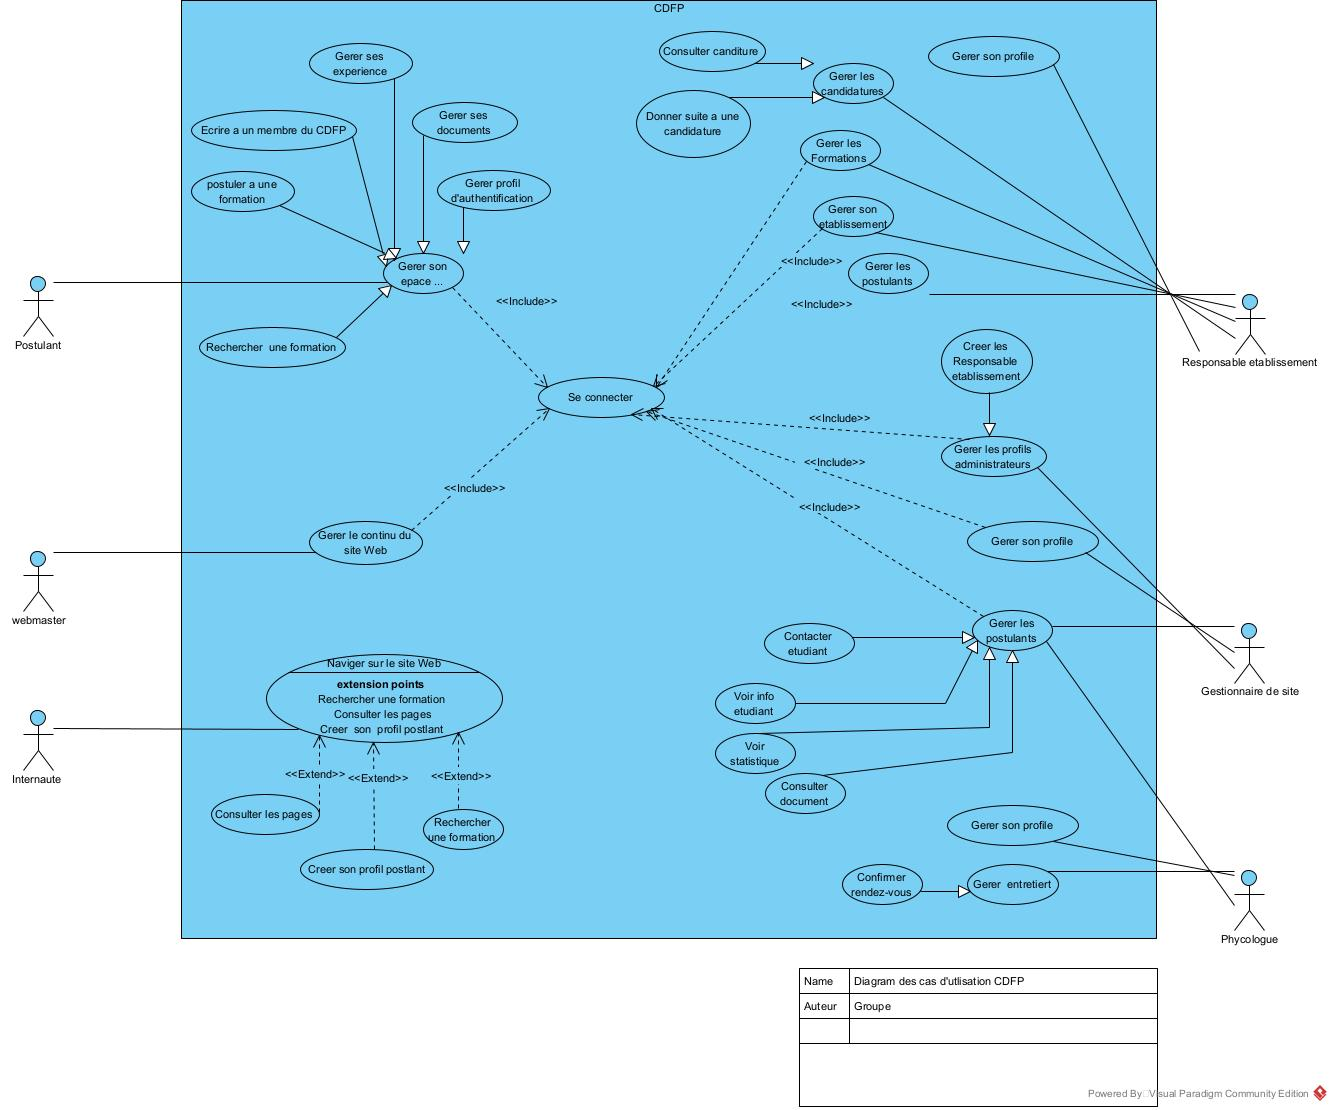 CDFP
Gerer ses
experience
Ecrire a un membre du CDFP
Gerer ses
documents
postuler a une
formation
Gerer profil
d'authentification
Gerer son
epace ...
Rechercher une formation
Postulant
<<Include>>
Consulter canditure
Donner suite a une
candidature
Gerer les
candidatures
Gerer son profile
Gerer les
Formations
Gerer son
etablissement
<<Include>>
Gerer les
postulants
<<Include>>
Responsable etablissement
Creer les
Responsable
etablissement
Se connecter
<<Include>>
Gerer les profils
administrateurs
<<Include>>
<<Include>>
<<Include>>
Gerer le continu du
site Web
Gerer son profile
webmaster
Gerer les
postulants
Contacter
etudiant
Gestionnaire de site
Naviger sur le site Web
extension points
Rechercher une formation
Consulter les pages
Creer son profil postlant
Voir info
etudiant
Voir
statistique
Consulter
document
Internaute
<<Extend>>
<<Extend>>
<<Extend>>
Consulter les pages
Rechercher
une formation
Creer son profil postlant
Gerer son profile
Confirmer
rendez-vous
Gerer entretiert
Phycologue
Name Diagram des cas d'utlisation CDFP
Auteur Groupe
Powered By Visual Paradigm Community Edition